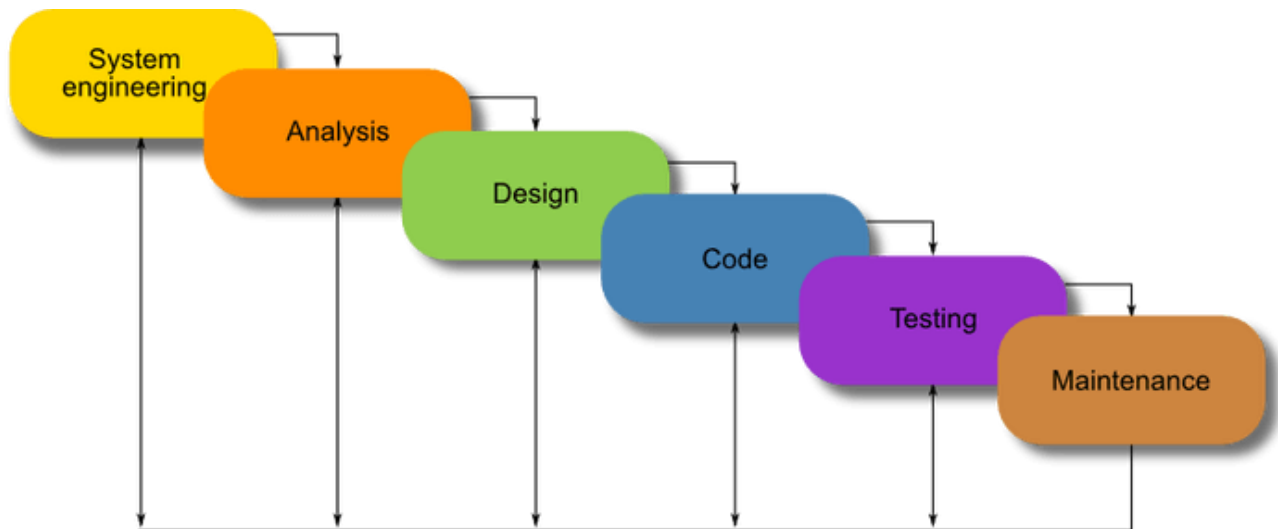 System
engineering
Analysis
Design
Code
Testing
Maintenance